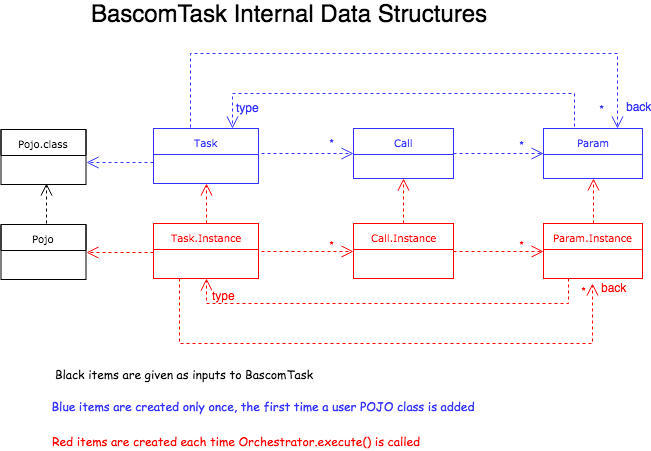 BascomTask Internal Data Structures
type
*
back
Pojo.class
Task
*
Call
*
Param
Pojo
Task.Instance
*
Call.Instance
*
Param.Instance
type
*
back
Black items are given as inputs to BascomTask
Blue items are created only once, the first time a user POJO class is added
Red items are created each time Orchestrator.execute() is called